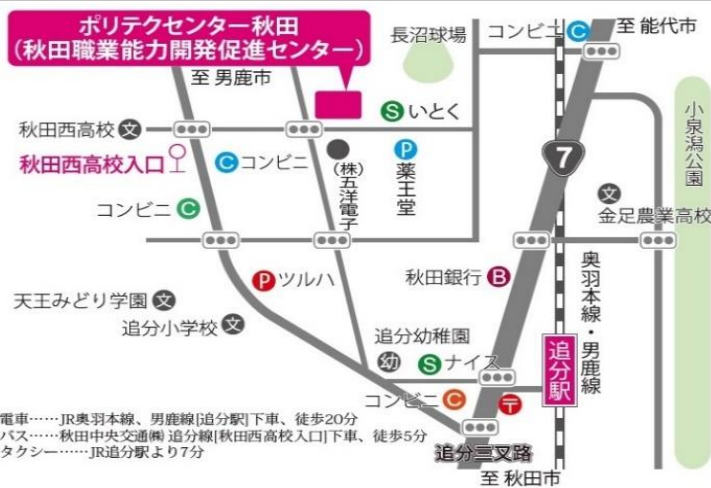 ポリテクセンター秋田
(秋田職業能力開発促進センター)
至 男鹿市
長沼球場
コンビニ C
至 能代市
秋田西高校 文
S いとく
小泉潟公園
秋田西高校入口
C コンビニ
(株)五洋電子
P 薬王堂
7
文
金足農業高校
コンビニ C
P ツルハ
秋田銀行 B
奥羽本線・男鹿線
天王みどり学園 文
追分小学校 文
追分幼稚園
幼
S ナイス
追分駅
コンビニ C
〒
電車……JR奥羽本線、男鹿線[追分駅]下車、徒歩20分
バス……秋田中央交通㈱ 追分線[秋田西高校入口]下車、徒歩5分
タクシー……JR追分駅より7分
追分三叉路
至 秋田市